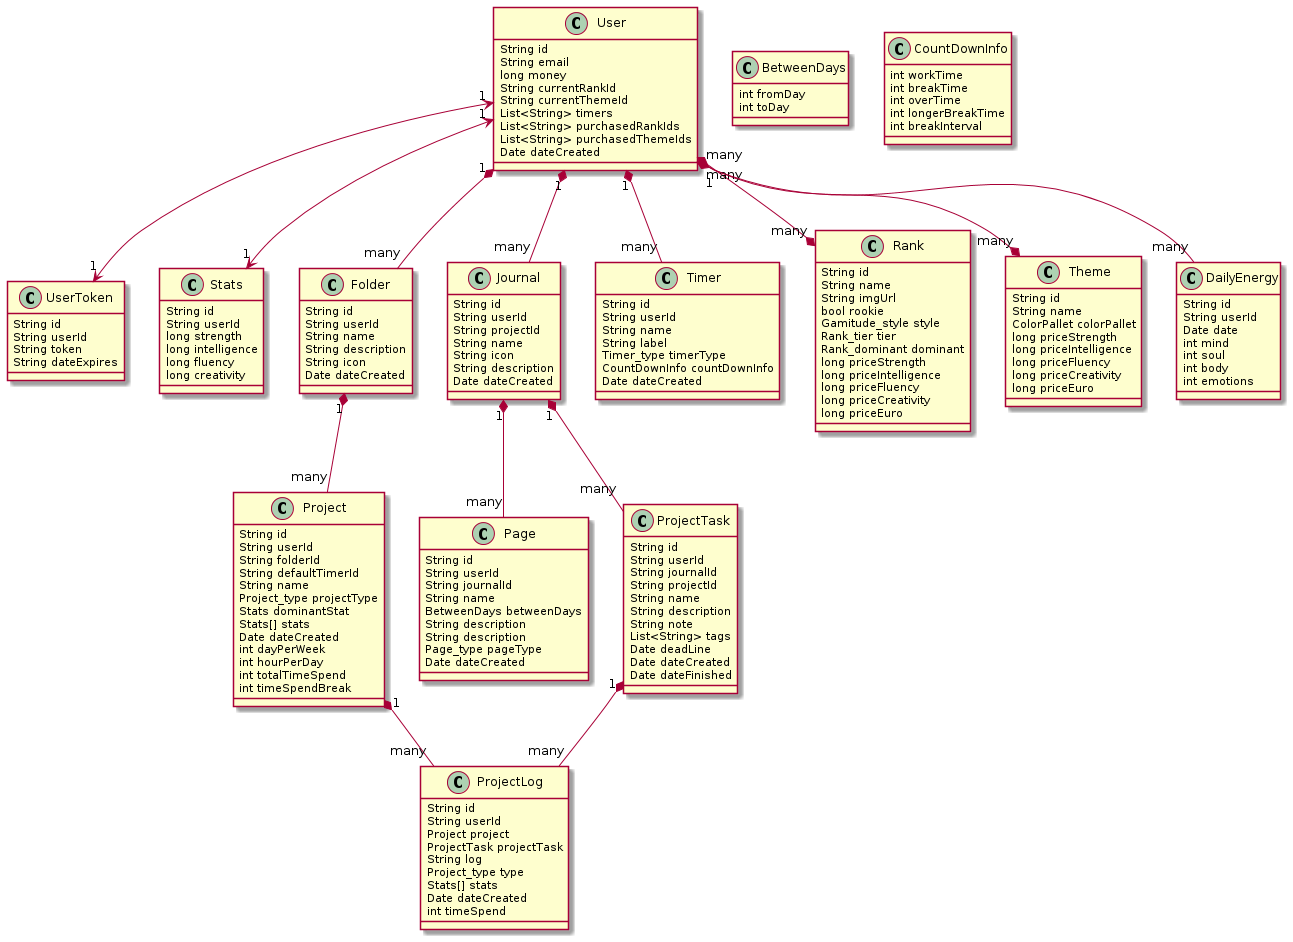 C User
String id
String email
long money
String currentRankId
String currentThemeId
List<String> timers
List<String> purchasedRankIds
List<String> purchasedThemeIds
Date dateCreated
C BetweenDays
int fromDay
int toDay
C CountDownInfo
int workTime
int breakTime
int overTime
int longerBreakTime
int breakInterval
1
1
1
1
1
many
many
1
1
1
many
many
many
many
many
many
C UserToken
String id
String userId
String token
String dateExpires
C Stats
String id
String userId
long strength
long intelligence
long fluency
long creativity
C Folder
String id
String userId
String name
String description
String icon
Date dateCreated
C Journal
String id
String userId
String projectId
String name
String icon
String description
Date dateCreated
C Timer
String id
String userId
String name
String label
Timer_type timerType
CountDownInfo countDownInfo
Date dateCreated
C Rank
String id
String name
String imgUrl
bool rookie
Gamitude_style style
Rank_tier tier
Rank_dominant dominant
long priceStrength
long priceIntelligence
long priceFluency
long priceCreativity
long priceEuro
C Theme
String id
String name
ColorPallet colorPallet
long priceStrength
long priceIntelligence
long priceFluency
long priceCreativity
long priceEuro
C DailyEnergy
String id
String userId
Date date
int mind
int soul
int body
int emotions
1
1
1
many
many
many
C Project
String id
String userId
String folderId
String defaultTimerId
String name
Project_type projectType
Stats dominantStat
Stats[] stats
Date dateCreated
int dayPerWeek
int hourPerDay
int totalTimeSpend
int timeSpendBreak
C Page
String id
String userId
String journalId
String name
BetweenDays betweenDays
String description
String description
Page_type pageType
Date dateCreated
C ProjectTask
String id
String userId
String journalId
String projectId
String name
String description
String note
List<String> tags
Date deadLine
Date dateCreated
Date dateFinished
1
1
many
many
C ProjectLog
String id
String userId
Project project
ProjectTask projectTask
String log
Project_type type
Stats[] stats
Date dateCreated
int timeSpend